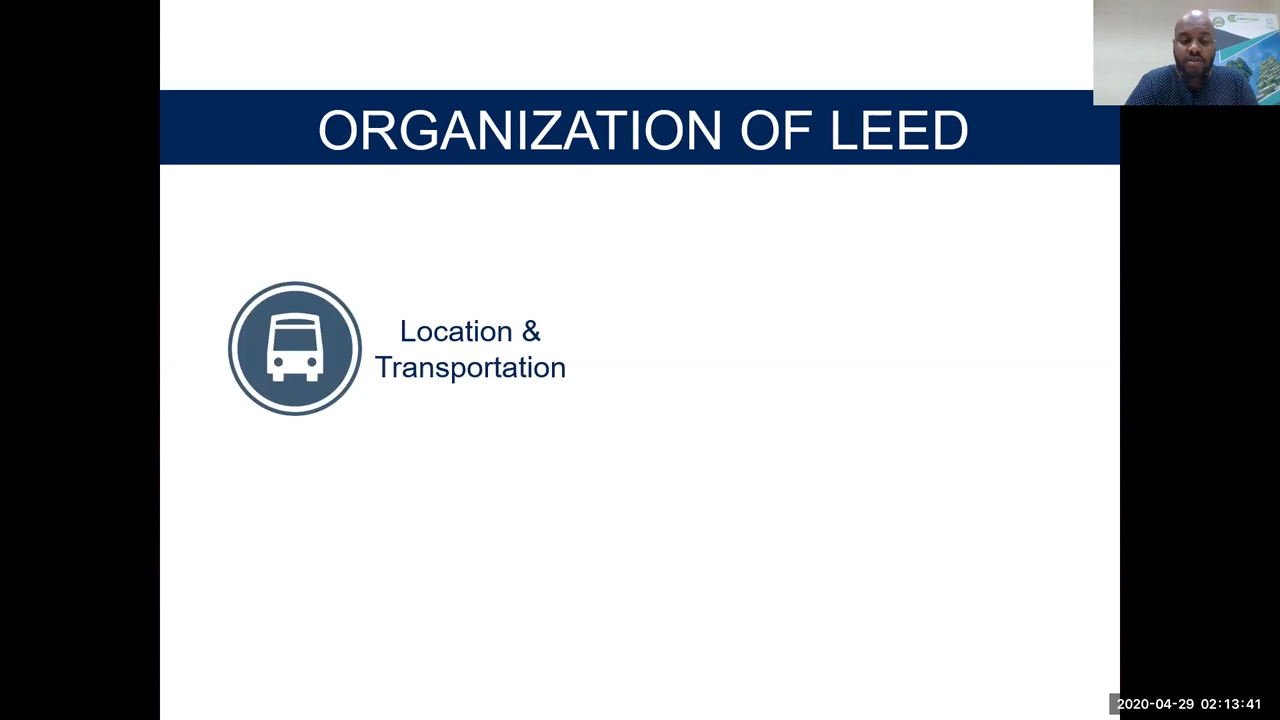 ORGANIZATION OF LEED
Location &
Transportation
2020-04-29 02:13:41